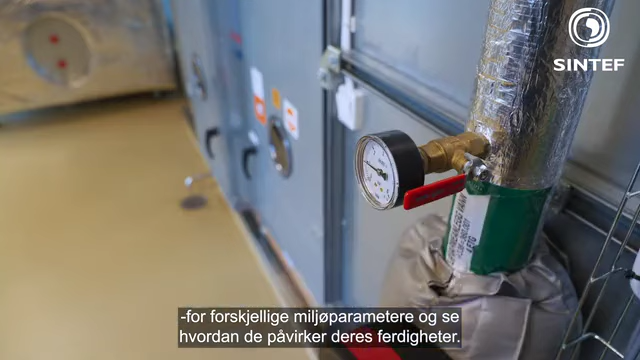 SINTEF
-for forskjellige miljøparametere og se
hvordan de påvirker deres ferdigheter.